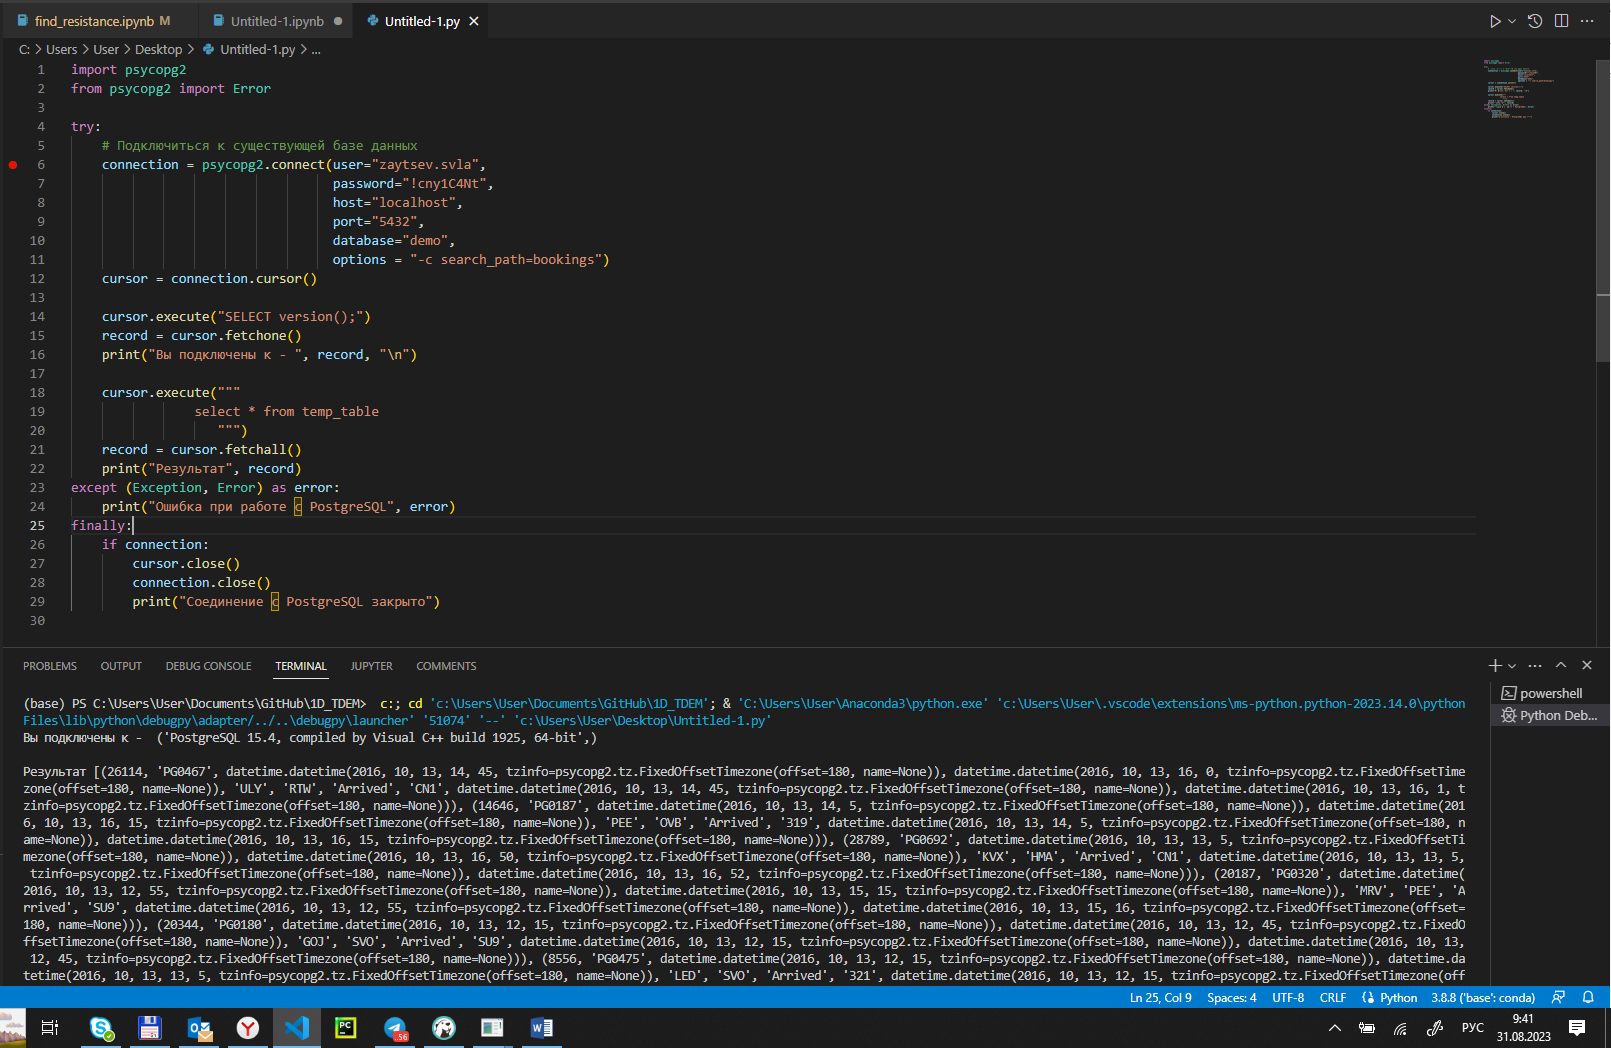 find_resistance.ipynb M
Untitled-1.ipynb
Untitled-1.py
C: > Users > User > Desktop > Untitled-1.py > ...
1 import psycopg2
2 from psycopg2 import Error
3
4 try:
5 # Подключиться к существующей базе данных
6 connection = psycopg2.connect(user="zaytsev.svla",
7 password="!cny1C4Nt",
8 host="localhost",
9 port="5432",
10 database="demo",
11 options = "-c search_path=bookings")
12 cursor = connection.cursor()
13
14 cursor.execute("SELECT version();")
15 record = cursor.fetchone()
16 print("Вы подключены к - ", record, "\n")
17
18 cursor.execute("""
19 select * from temp_table
20 """)
21 record = cursor.fetchall()
22 print("Результат", record)
23 except (Exception, Error) as error:
24 print("Ошибка при работе с PostgreSQL", error)
25 finally:
26 if connection:
27 cursor.close()
28 connection.close()
29 print("Соединение с PostgreSQL закрыто")
30
PROBLEMS OUTPUT DEBUG CONSOLE TERMINAL JUPYTER COMMENTS
powershell
Python Deb...
(base) PS C:\Users\User\Documents\GitHub\1D_TDEM> c:; cd 'c:\Users\User\Documents\GitHub\1D_TDEM'; & 'C:\Users\User\Anaconda3\python.exe' 'c:\Users\User\.vscode\extensions\ms-python.python-2023.14.0\python
Files\lib\python\debugpy\adapter/../..\debugpy\launcher' '51074' '--' 'c:\Users\User\Desktop\Untitled-1.py'
Вы подключены к -  ('PostgreSQL 15.4, compiled by Visual C++ build 1925, 64-bit',)
Результат [(26114, 'PG0467', datetime.datetime(2016, 10, 13, 14, 45, tzinfo=psycopg2.tz.FixedOffsetTimezone(offset=180, name=None)), datetime.datetime(2016, 10, 13, 16, 0, tzinfo=psycopg2.tz.FixedOffsetTime
zone(offset=180, name=None)), 'ULY', 'RTW', 'Arrived', 'CN1', datetime.datetime(2016, 10, 13, 14, 45, tzinfo=psycopg2.tz.FixedOffsetTimezone(offset=180, name=None)), datetime.datetime(2016, 10, 13, 16, 1, t
zinfo=psycopg2.tz.FixedOffsetTimezone(offset=180, name=None))), (14646, 'PG0187', datetime.datetime(2016, 10, 13, 14, 5, tzinfo=psycopg2.tz.FixedOffsetTimezone(offset=180, name=None)), datetime.datetime(201
6, 10, 13, 16, 15, tzinfo=psycopg2.tz.FixedOffsetTimezone(offset=180, name=None)), 'PEE', 'OVB', 'Arrived', '319', datetime.datetime(2016, 10, 13, 14, 5, tzinfo=psycopg2.tz.FixedOffsetTimezone(offset=180, n
ame=None)), datetime.datetime(2016, 10, 13, 16, 15, tzinfo=psycopg2.tz.FixedOffsetTimezone(offset=180, name=None))), (28789, 'PG0692', datetime.datetime(2016, 10, 13, 13, 5, tzinfo=psycopg2.tz.FixedOffsetTi
mezone(offset=180, name=None)), datetime.datetime(2016, 10, 13, 16, 50, tzinfo=psycopg2.tz.FixedOffsetTimezone(offset=180, name=None)), 'KVX', 'HMA', 'Arrived', 'CN1', datetime.datetime(2016, 10, 13, 13, 5,
tzinfo=psycopg2.tz.FixedOffsetTimezone(offset=180, name=None)), datetime.datetime(2016, 10, 13, 16, 52, tzinfo=psycopg2.tz.FixedOffsetTimezone(offset=180, name=None))), (20187, 'PG0320', datetime.datetime(
2016, 10, 13, 12, 55, tzinfo=psycopg2.tz.FixedOffsetTimezone(offset=180, name=None)), datetime.datetime(2016, 10, 13, 15, 15, tzinfo=psycopg2.tz.FixedOffsetTimezone(offset=180, name=None)), 'MRV', 'PEE', 'A
rrived', 'SU9', datetime.datetime(2016, 10, 13, 12, 55, tzinfo=psycopg2.tz.FixedOffsetTimezone(offset=180, name=None)), datetime.datetime(2016, 10, 13, 15, 16, tzinfo=psycopg2.tz.FixedOffsetTimezone(offset=
180, name=None))), (20344, 'PG0180', datetime.datetime(2016, 10, 13, 12, 15, tzinfo=psycopg2.tz.FixedOffsetTimezone(offset=180, name=None)), datetime.datetime(2016, 10, 13, 12, 45, tzinfo=psycopg2.tz.FixedO
ffsetTimezone(offset=180, name=None)), 'GOJ', 'SVO', 'Arrived', 'SU9', datetime.datetime(2016, 10, 13, 12, 15, tzinfo=psycopg2.tz.FixedOffsetTimezone(offset=180, name=None)), datetime.datetime(2016, 10, 13,
12, 45, tzinfo=psycopg2.tz.FixedOffsetTimezone(offset=180, name=None))), (8556, 'PG0475', datetime.datetime(2016, 10, 13, 12, 15, tzinfo=psycopg2.tz.FixedOffsetTimezone(offset=180, name=None)), datetime.da
tetime(2016, 10, 13, 13, 5, tzinfo=psycopg2.tz.FixedOffsetTimezone(offset=180, name=None)), 'LED', 'SVO', 'Arrived', '321', datetime.datetime(2016, 10, 13, 12, 15, tzinfo=psycopg2.tz.FixedOffsetTimezone(off
Ln 25, Col 9 Spaces: 4 UTF-8 CRLF Python 3.8.8 ('base': conda)
PC
56
РУС
9:41
31.08.2023